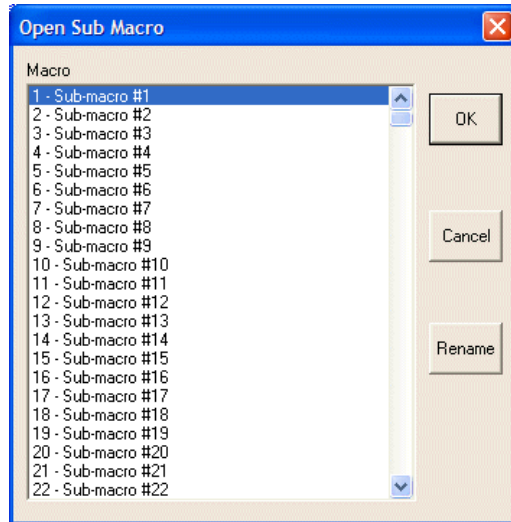 Open Sub Macro
Macro
1 - Sub-macro #1
2 - Sub-macro #2
3 - Sub-macro #3
4 - Sub-macro #4
5 - Sub-macro #5
6 - Sub-macro #6
7 - Sub-macro #7
8 - Sub-macro #8
9 - Sub-macro #9
10 - Sub-macro #10
11 - Sub-macro #11
12 - Sub-macro #12
13 - Sub-macro #13
14 - Sub-macro #14
15 - Sub-macro #15
16 - Sub-macro #16
17 - Sub-macro #17
18 - Sub-macro #18
19 - Sub-macro #19
20 - Sub-macro #20
21 - Sub-macro #21
22 - Sub-macro #22
OK
Cancel
Rename